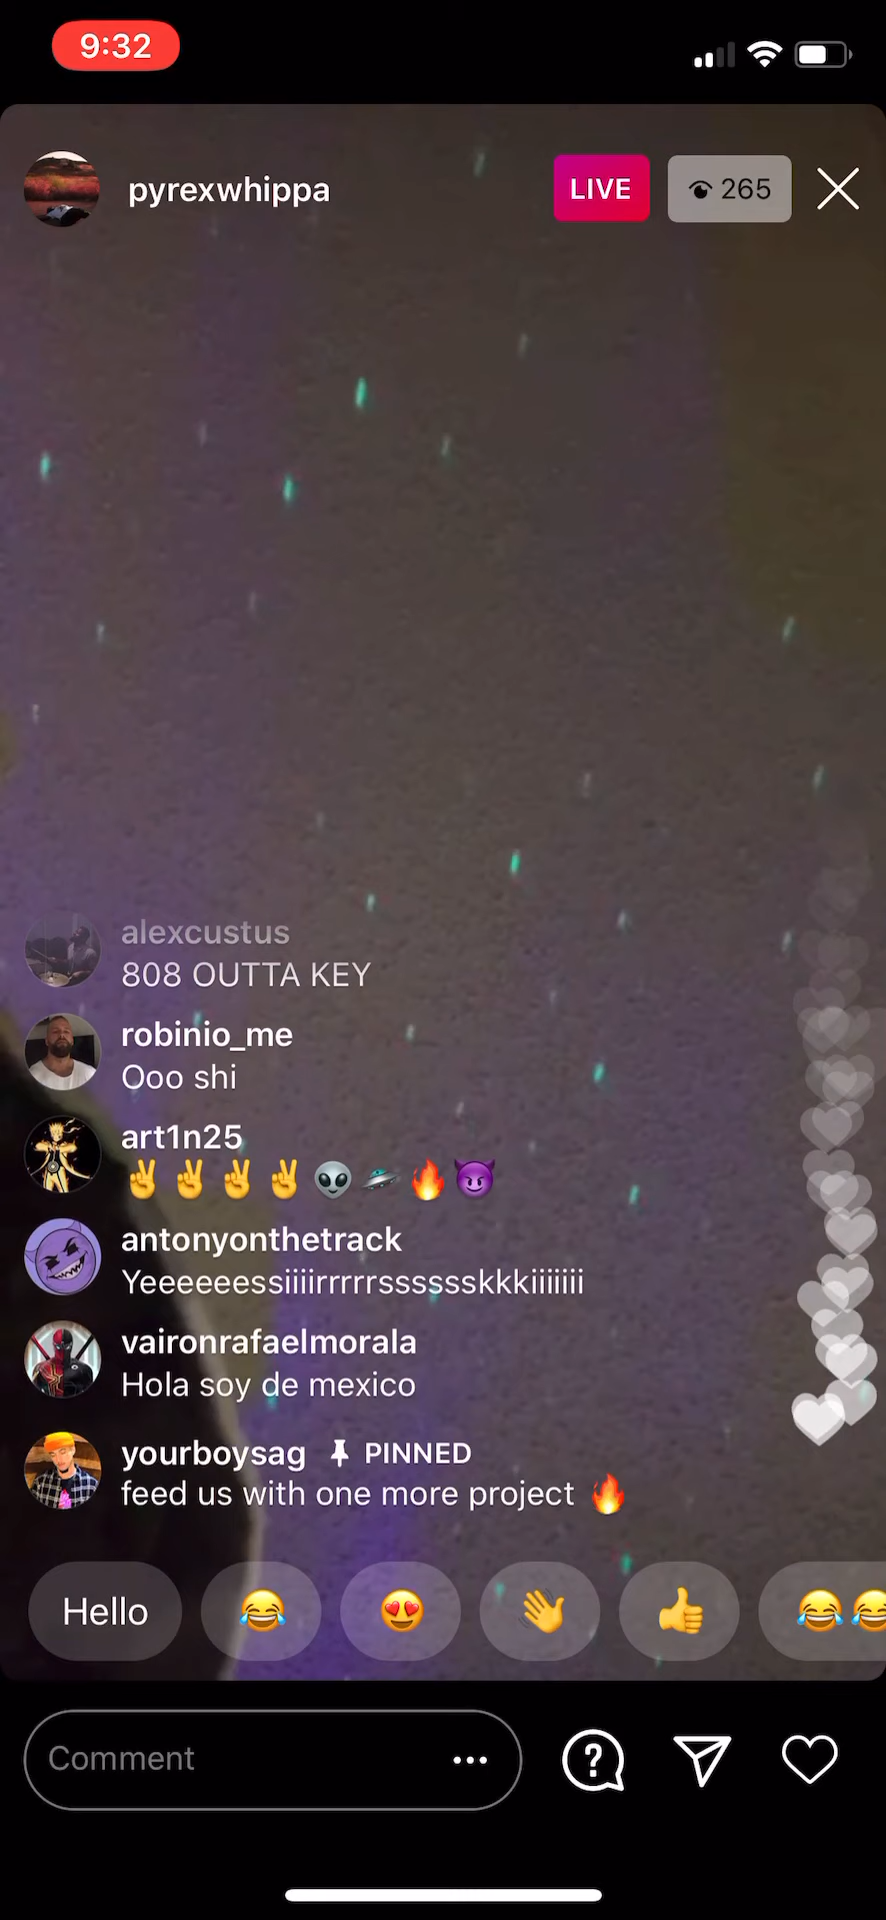 9:32
pyrexwhippa
LIVE
265
alexcustus
808 OUTTA KEY
robinio_me
Ooo shi
art1n25
✌️✌️✌️✌️👽🛸🔥😈
antonyonthetrack
Yeeeeeessiiiirrrrrsssssskkkiiiiiii
vaironrafaelmorala
Hola soy de mexico
yourboysag PINNED
feed us with one more project 🔥
Hello 😂 😍 👋 👍 😂😂
Comment